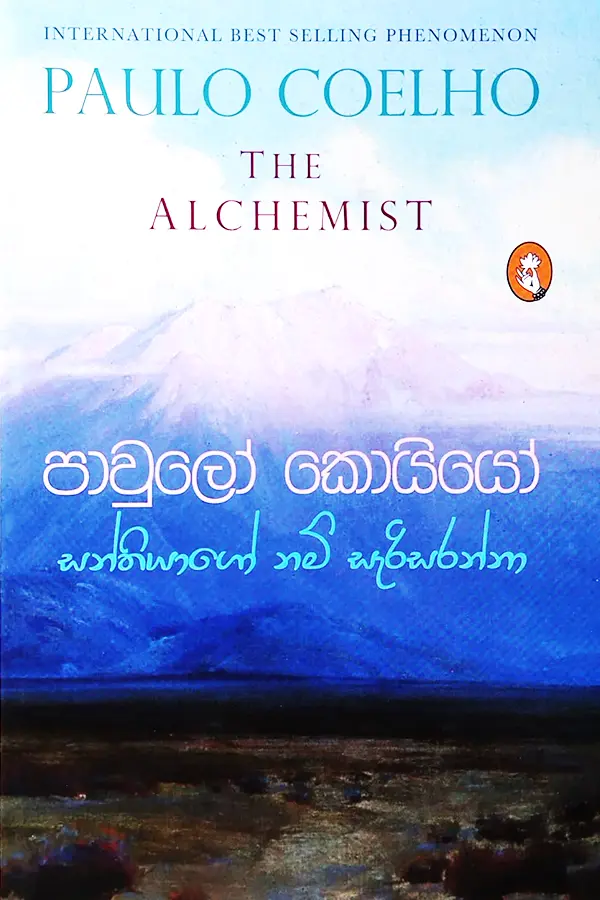 INTERNATIONAL BEST SELLING PHENOMENON
PAULO COELHO
THE
ALCHEMIST
පාවුලෝ කොයියෝ
සන්තියාගෝ නම් සැරිසරන්නා